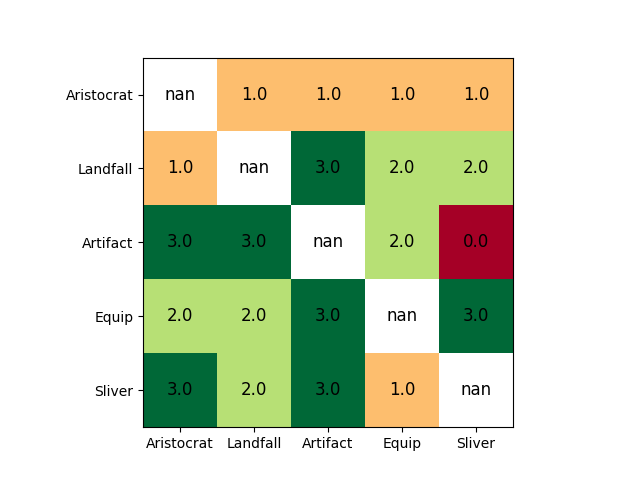 Aristocrat nan 1.0 1.0 1.0 1.0
Landfall 1.0 nan 3.0 2.0 2.0
Artifact 3.0 3.0 nan 2.0 0.0
Equip 2.0 2.0 3.0 nan 3.0
Sliver 3.0 2.0 3.0 1.0 nan
Aristocrat Landfall Artifact Equip Sliver